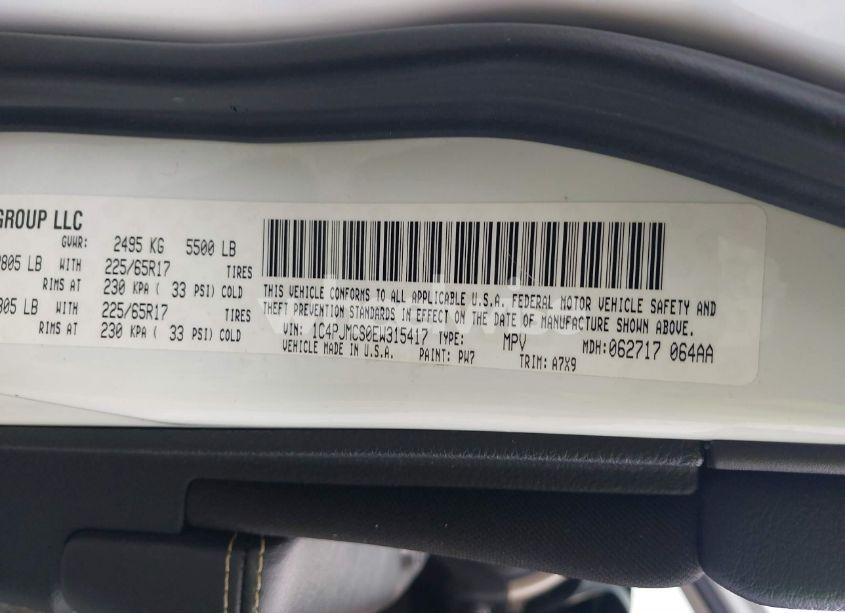 GROUP LLC
GVWR: 2495 KG 5500 LB
805 LB WITH 225/65R17 TIRES
RIMS AT 230 KPA ( 33 PSI) COLD
805 LB WITH 225/65R17 TIRES
RIMS AT 230 KPA ( 33 PSI) COLD
THIS VEHICLE CONFORMS TO ALL APPLICABLE U.S.A. FEDERAL MOTOR VEHICLE SAFETY AND
THEFT PREVENTION STANDARDS IN EFFECT ON THE DATE OF MANUFACTURE SHOWN ABOVE.
VIN: 1C4PJMCS0EW315417 TYPE: MPV MDH:062717 064AA
VEHICLE MADE IN U.S.A. PAINT: PW7 TRIM: A7X9